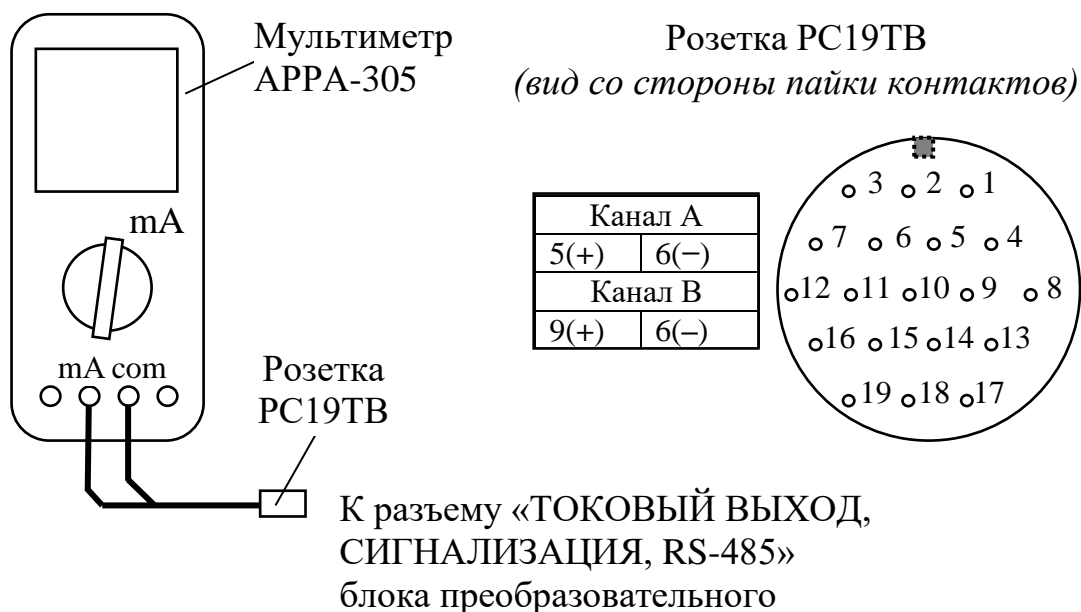 Мультиметр
АРРА-305
Розетка РС19ТВ
(вид со стороны пайки контактов)
mA
mA com
Розетка
РС19ТВ
Канал А
5(+) 6(–)
Канал В
9(+) 6(–)
3 2 1
7 6 5 4
12 11 10 9 8
16 15 14 13
19 18 17
К разъему «ТОКОВЫЙ ВЫХОД,
СИГНАЛИЗАЦИЯ, RS-485»
блока преобразовательного